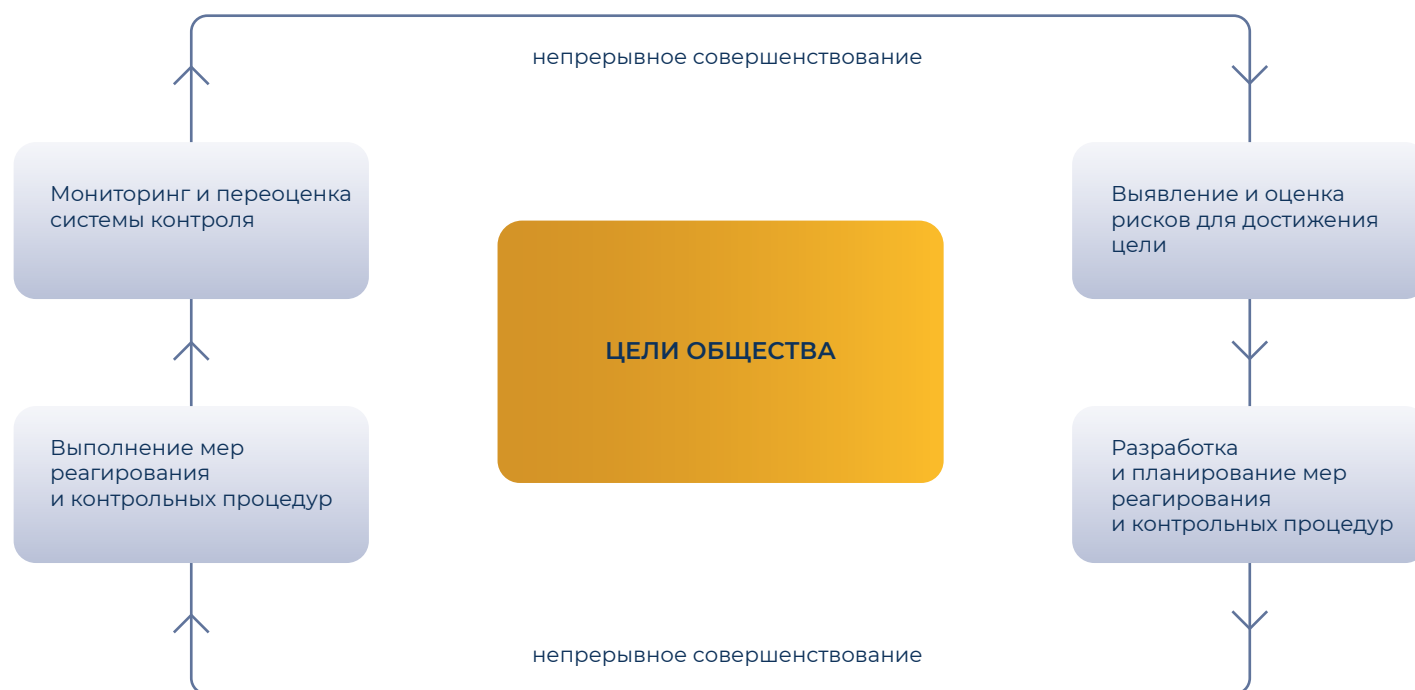 непрерывное совершенствование
Мониторинг и переоценка
системы контроля
Выявление и оценка
рисков для достижения
цели
ЦЕЛИ ОБЩЕСТВА
Выполнение мер
реагирования
и контрольных процедур
Разработка
и планирование мер
реагирования
и контрольных процедур
непрерывное совершенствование